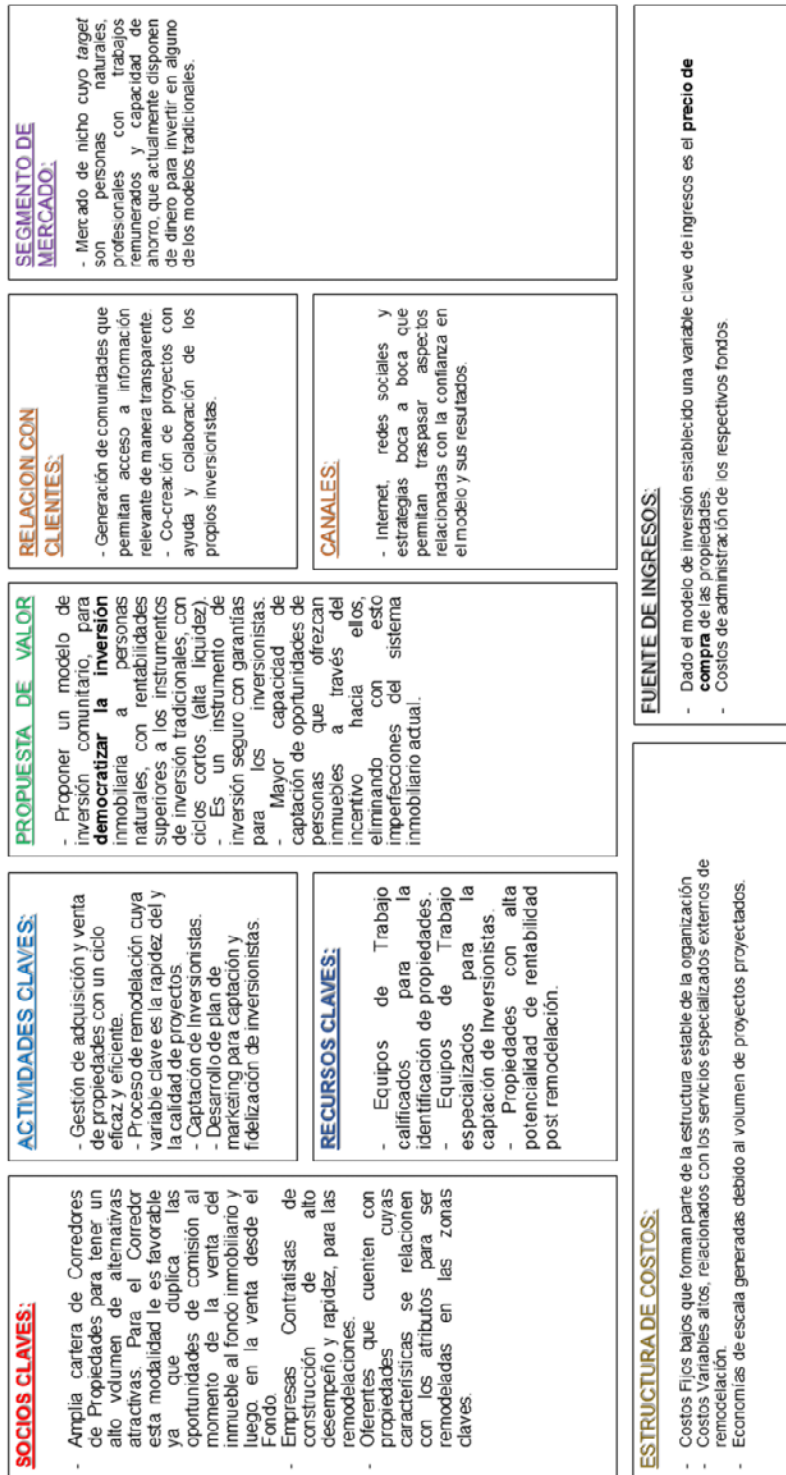 SOCIOS CLAVES:
- Amplia cartera de Corredores
de Propiedades para tener un
alto volumen de alternativas
atractivas. Para el Corredor
esta modalidad le es favorable
ya que duplica las
oportunidades de comisión al
momento de la venta del
inmueble al fondo inmobiliario y
luego en la venta desde el
Fondo.
- Empresas Contratistas de
construcción de alto
desempeño y rapidez, para las
remodelaciones.
- Oferentes que cuenten con
propiedades cuyas
características se relacionen
con los atributos para ser
remodeladas en las zonas
claves.
ACTIVIDADES CLAVES:
- Gestión de adquisición y venta
de propiedades con un ciclo
eficaz y eficiente.
- Proceso de remodelación cuya
variable clave es la rapidez del y
la calidad de proyectos.
- Captación de Inversionistas.
- Desarrollo de plan de
marketing para captación y
fidelización de inversionistas.
RECURSOS CLAVES:
- Equipos de Trabajo
calificados para la
identificación de propiedades.
- Equipos de Trabajo
especializados para la
captación de Inversionistas.
- Propiedades con alta
potencialidad de rentabilidad
post remodelación.
PROPUESTA DE VALOR
- Proponer un modelo de
inversión comunitario, para
democratizar la inversión
inmobiliaria a personas
naturales, con rentabilidades
superiores a los instrumentos
de inversión tradicionales, con
ciclos cortos (alta liquidez).
- Es un instrumento de
inversión seguro con garantías
para los inversionistas.
- Mayor capacidad de
captación de oportunidades de
personas que ofrezcan
inmuebles a través del
incentivo hacia ellos,
eliminando con esto
imperfecciones del sistema
inmobiliario actual.
RELACION CON
CLIENTES:
- Generación de comunidades que
permitan acceso a información
relevante de manera transparente.
- Co-creación de proyectos con
ayuda y colaboración de los
propios inversionistas.
CANALES:
- Internet, redes sociales y
estrategias boca a boca que
permitan traspasar aspectos
relacionadas con la confianza en
el modelo y sus resultados.
SEGMENTO DE
MERCADO:
- Mercado de nicho cuyo target
son personas naturales,
profesionales con trabajos
remunerados y capacidad de
ahorro, que actualmente disponen
de dinero para invertir en alguno
de los modelos tradicionales.
ESTRUCTURA DE COSTOS:
- Costos Fijos bajos que forman parte de la estructura estable de la organización
- Costos Variables altos, relacionados con los servicios especializados externos de
remodelación.
- Economías de escala generadas debido al volumen de proyectos proyectados.
FUENTE DE INGRESOS:
- Dado el modelo de inversión establecido una variable clave de ingresos es el precio de
compra de las propiedades.
- Costos de administración de los respectivos fondos.